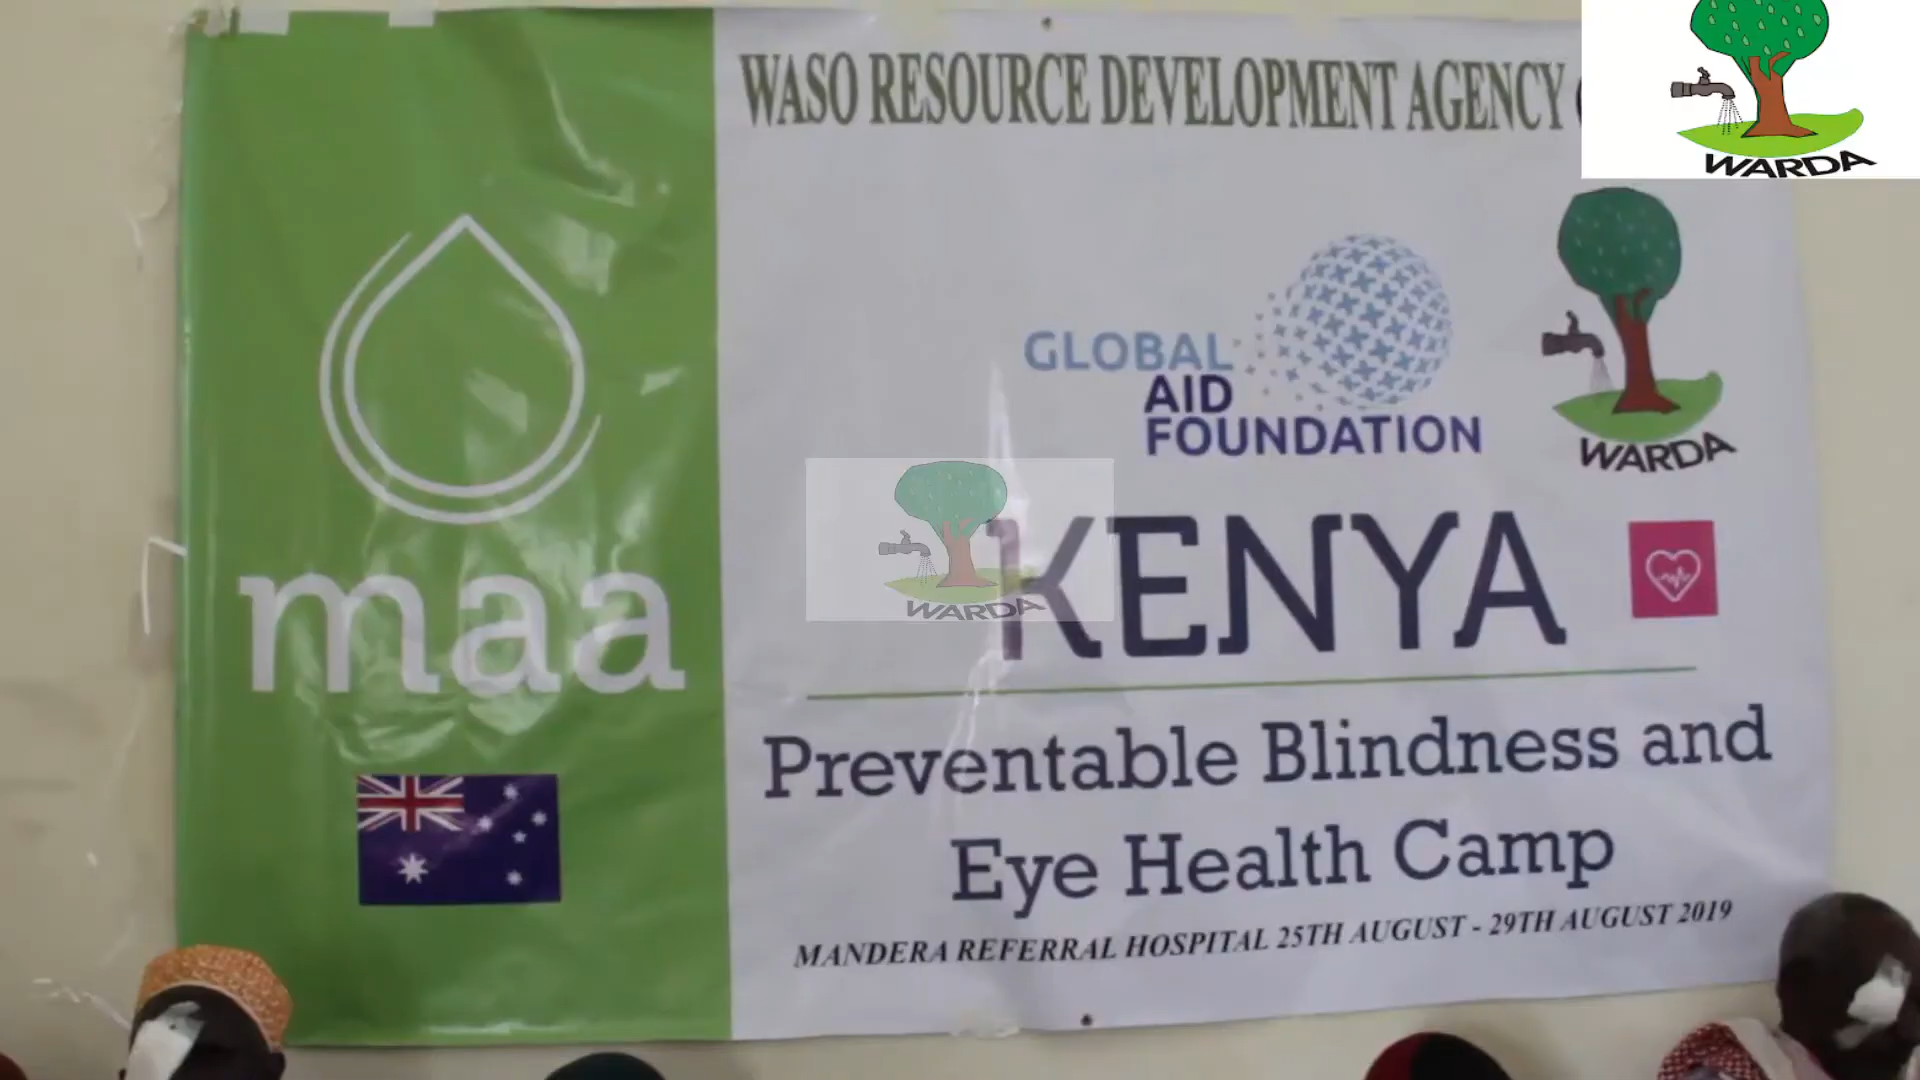 WASO RESOURCE DEVELOPMENT AGENCY
WARDA
GLOBAL
AID
FOUNDATION
WARDA
WARDA
KENYA
maa
Preventable Blindness and
Eye Health Camp
MANDERA REFERRAL HOSPITAL 25TH AUGUST - 29TH AUGUST 2019